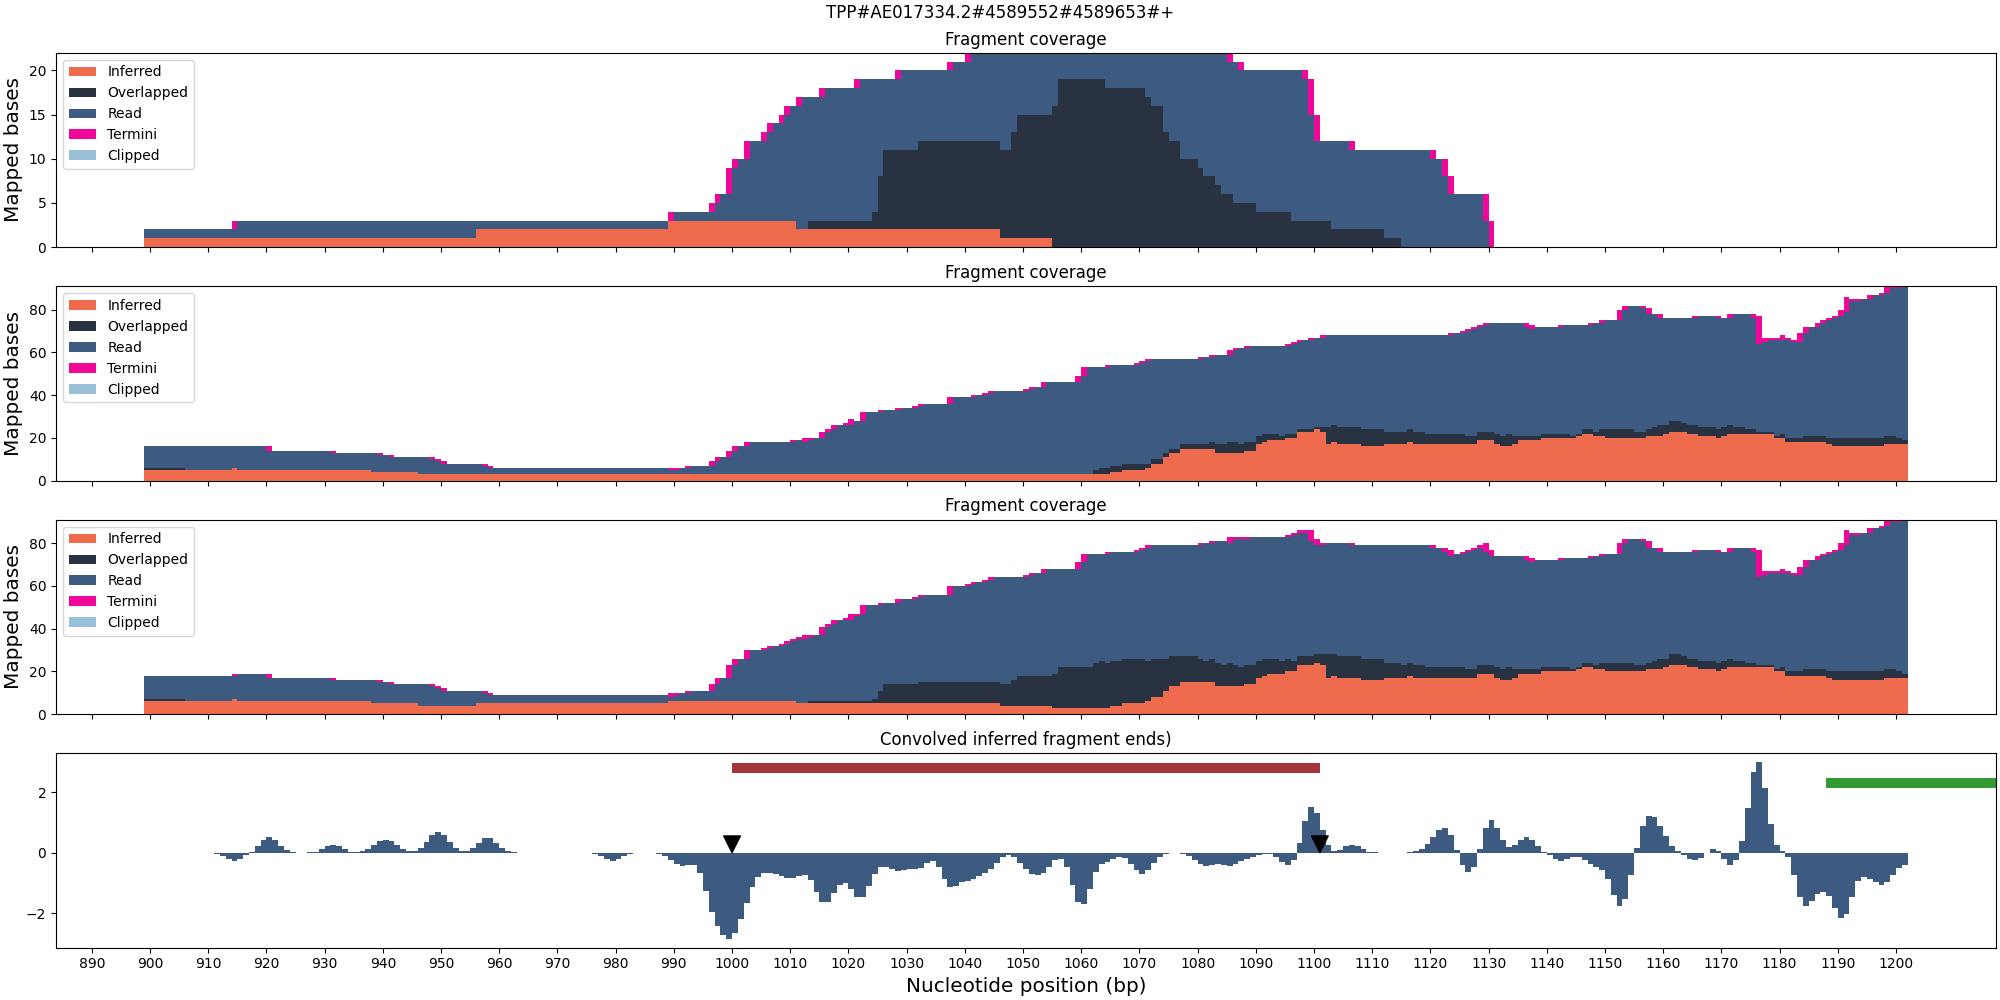 TPP#AE017334.2#4589552#4589653#+
Fragment coverage
Mapped bases
20
15
10
5
0
Inferred
Overlapped
Read
Termini
Clipped
Fragment coverage
Mapped bases
80
60
40
20
0
Inferred
Overlapped
Read
Termini
Clipped
Fragment coverage
Mapped bases
80
60
40
20
0
Inferred
Overlapped
Read
Termini
Clipped
Convolved inferred fragment ends)
2
0
−2
890 900 910 920 930 940 950 960 970 980 990 1000 1010 1020 1030 1040 1050 1060 1070 1080 1090 1100 1110 1120 1130 1140 1150 1160 1170 1180 1190 1200
Nucleotide position (bp)